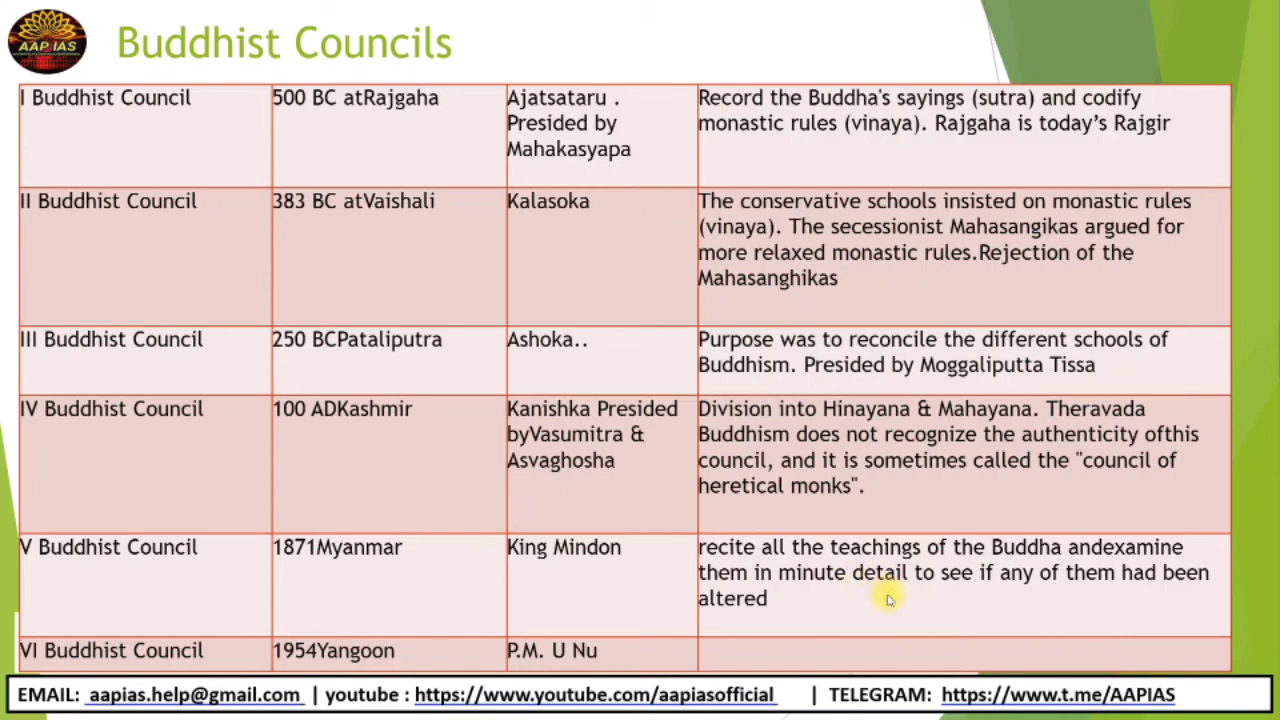 AAP IAS
Buddhist Councils
I Buddhist Council
500 BC atRajgaha
Ajatsataru .
Presided by
Mahakasyapa
Record the Buddha's sayings (sutra) and codify
monastic rules (vinaya). Rajgaha is today’s Rajgir
II Buddhist Council
383 BC atVaishali
Kalasoka
The conservative schools insisted on monastic rules
(vinaya). The secessionist Mahasangikas argued for
more relaxed monastic rules.Rejection of the
Mahasanghikas
III Buddhist Council
250 BCPataliputra
Ashoka..
Purpose was to reconcile the different schools of
Buddhism. Presided by Moggaliputta Tissa
IV Buddhist Council
100 ADKashmir
Kanishka Presided
byVasumitra &
Asvaghosha
Division into Hinayana & Mahayana. Theravada
Buddhism does not recognize the authenticity ofthis
council, and it is sometimes called the "council of
heretical monks".
V Buddhist Council
1871Myanmar
King Mindon
recite all the teachings of the Buddha andexamine
them in minute detail to see if any of them had been
altered
VI Buddhist Council
1954Yangoon
P.M. U Nu
EMAIL: aapias.help@gmail.com | youtube : https://www.youtube.com/aapiasofficial | TELEGRAM: https://www.t.me/AAPIAS